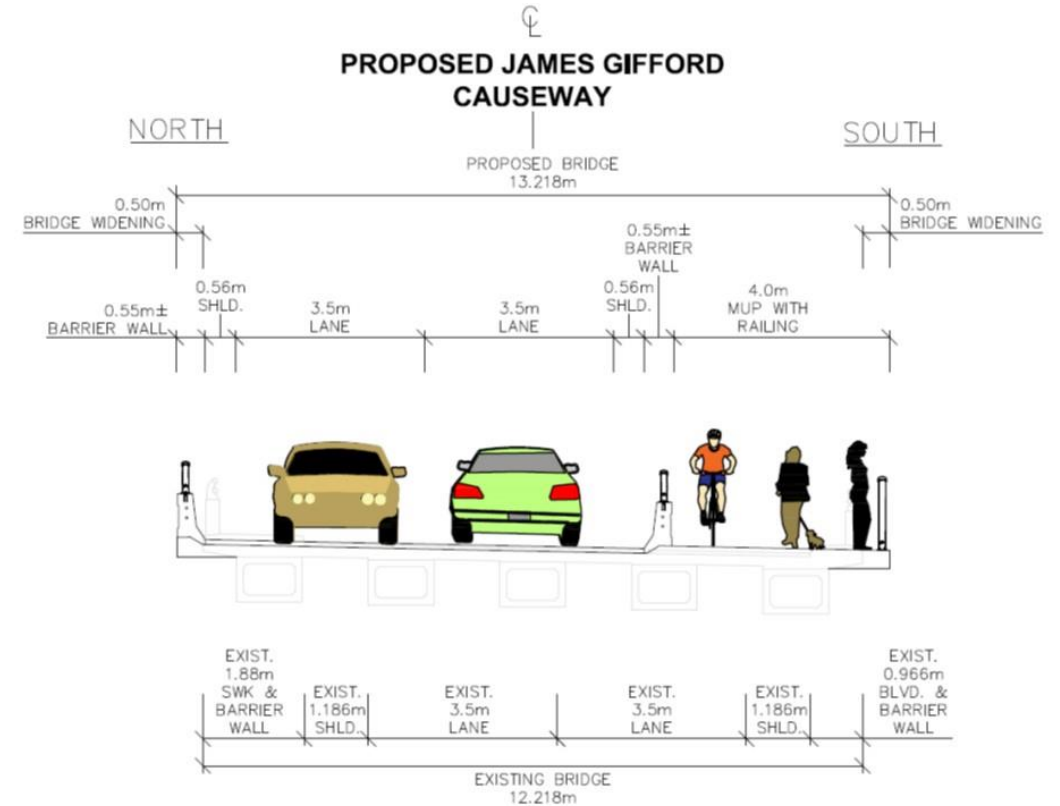 CL
PROPOSED JAMES GIFFORD
CAUSEWAY
NORTH
SOUTH
PROPOSED BRIDGE
13.218m
0.50m
BRIDGE WIDENING
0.50m
BRIDGE WIDENING
0.55m±
BARRIER
WALL
0.55m±
BARRIER WALL
0.56m
SHLD.
3.5m
LANE
3.5m
LANE
0.56m
SHLD.
4.0m
MUP WITH
RAILING
EXIST.
1.88m
SWK &
BARRIER
WALL
EXIST.
1.186m
SHLD.
EXIST.
3.5m
LANE
EXIST.
3.5m
LANE
EXIST.
1.186m
SHLD.
EXIST.
0.966m
BLVD. &
BARRIER
WALL
EXISTING BRIDGE
12.218m